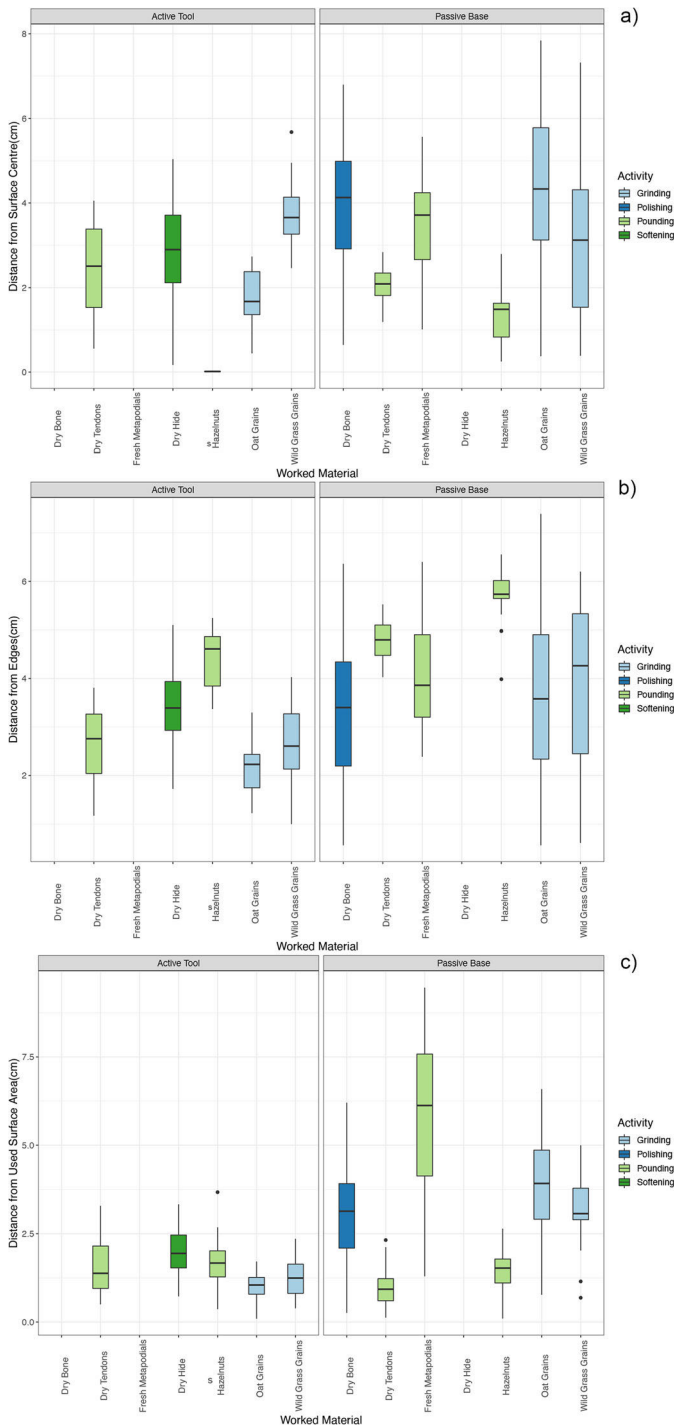 a)
Active Tool
Passive Base
8
6
4
2
0
Distance from Surface Centre(cm)
Dry Bone
Dry Tendons
Fresh Metapodials
Dry Hide
Hazelnuts
s
Oat Grains
Wild Grass Grains
Dry Bone
Dry Tendons
Fresh Metapodials
Dry Hide
Hazelnuts
Oat Grains
Wild Grass Grains
Worked Material
Activity
Grinding
Polishing
Pounding
Softening
b)
Active Tool
Passive Base
6
4
2
Distance from Edges(cm)
Dry Bone
Dry Tendons
Fresh Metapodials
Dry Hide
Hazelnuts
s
Oat Grains
Wild Grass Grains
Dry Bone
Dry Tendons
Fresh Metapodials
Dry Hide
Hazelnuts
Oat Grains
Wild Grass Grains
Worked Material
Activity
Grinding
Polishing
Pounding
Softening
c)
Active Tool
Passive Base
7.5
5.0
2.5
0.0
Distance from Used Surface Area(cm)
Dry Bone
Dry Tendons
Fresh Metapodials
Dry Hide
Hazelnuts
s
Oat Grains
Wild Grass Grains
Dry Bone
Dry Tendons
Fresh Metapodials
Dry Hide
Hazelnuts
Oat Grains
Wild Grass Grains
Worked Material
Activity
Grinding
Polishing
Pounding
Softening